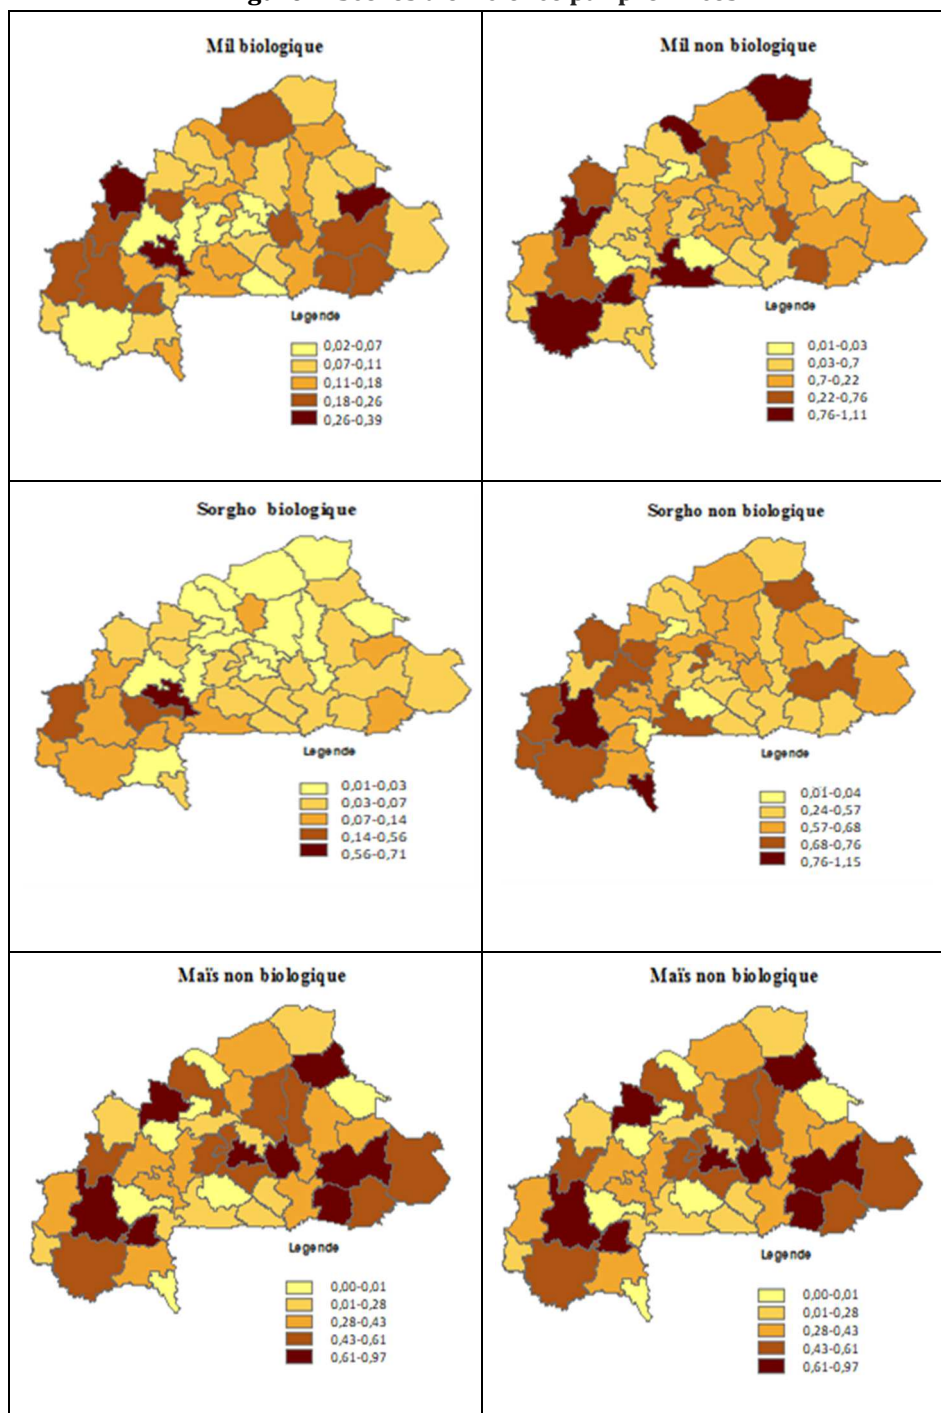 Mil biologique
Legende
0,02-0,07
0,07-0,11
0,11-0,18
0,18-0,26
0,26-0,39
Mil non biologique
Legende
0,01-0,03
0,03-0,7
0,7-0,22
0,22-0,76
0,76-1,11
Sorgho biologique
Legende
0,01-0,03
0,03-0,07
0,07-0,14
0,14-0,56
0,56-0,71
Sorgho non biologique
Legende
0,01-0,04
0,24-0,57
0,57-0,68
0,68-0,76
0,76-1,15
Maïs non biologique
Legende
0,00-0,01
0,01-0,28
0,28-0,43
0,43-0,61
0,61-0,97
Maïs non biologique
Legende
0,00-0,01
0,01-0,28
0,28-0,43
0,43-0,61
0,61-0,97